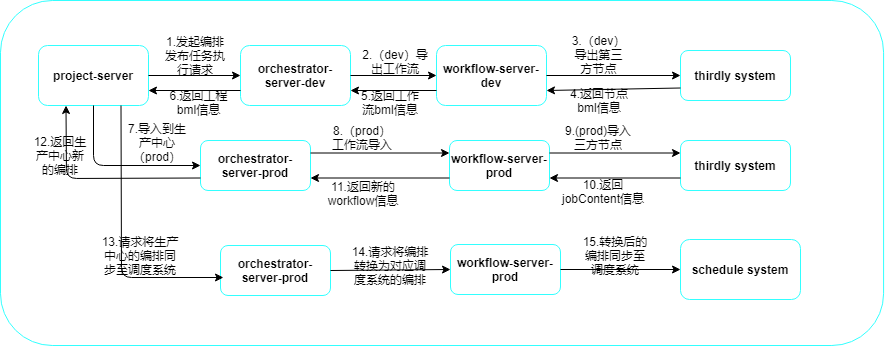 1.发起编排
发布任务执
行请求
2.（dev）导
出工作流
3.（dev）
导出第三
方节点
project-server
orchestrator-
server-dev
workflow-server-
dev
thirdly system
6.返回工程
bml信息
5.返回工作
流bml信息
4.返回节点
bml信息
7.导入到生
产中心
（prod）
8.（prod）
工作流导入
9.(prod)导入
三方节点
12.返回生
产中心新
的编排
orchestrator-
server-prod
workflow-server-
prod
thirdly system
11.返回新的
workflow信息
10.返回
jobContent信息
13.请求将生产
中心的编排同
步至调度系统
14.请求将编排
转换为对应调
度系统的编排
15.转换后的
编排同步至
调度系统
orchestrator-
server-prod
workflow-server-
prod
schedule system